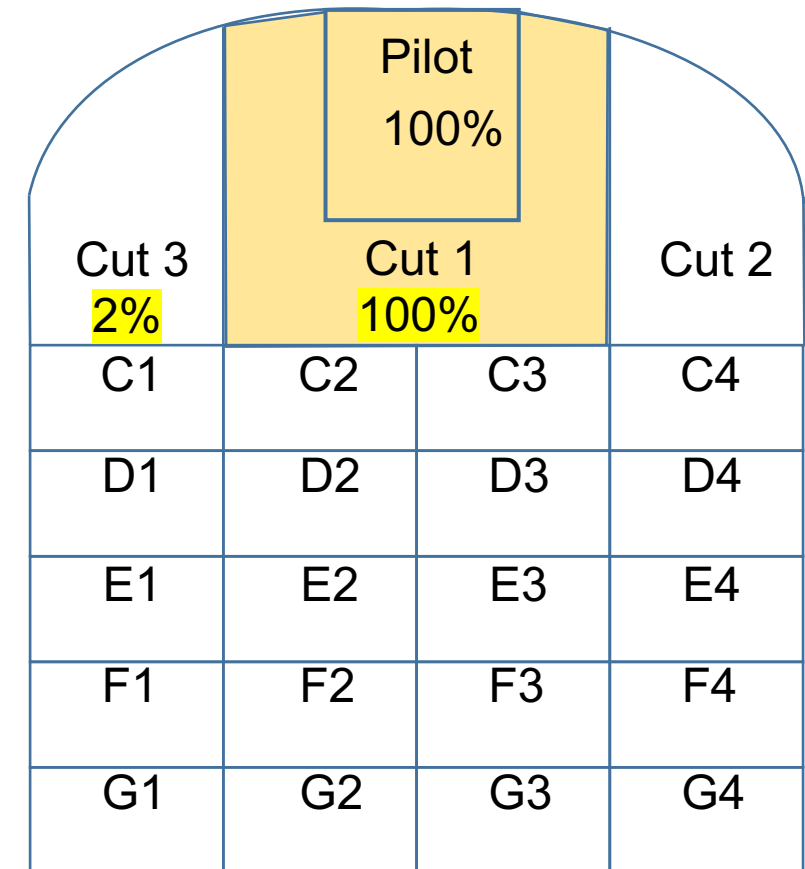 Pilot
100%
Cut 3 Cut 1 Cut 2
2% 100%
C1 C2 C3 C4
D1 D2 D3 D4
E1 E2 E3 E4
F1 F2 F3 F4
G1 G2 G3 G4